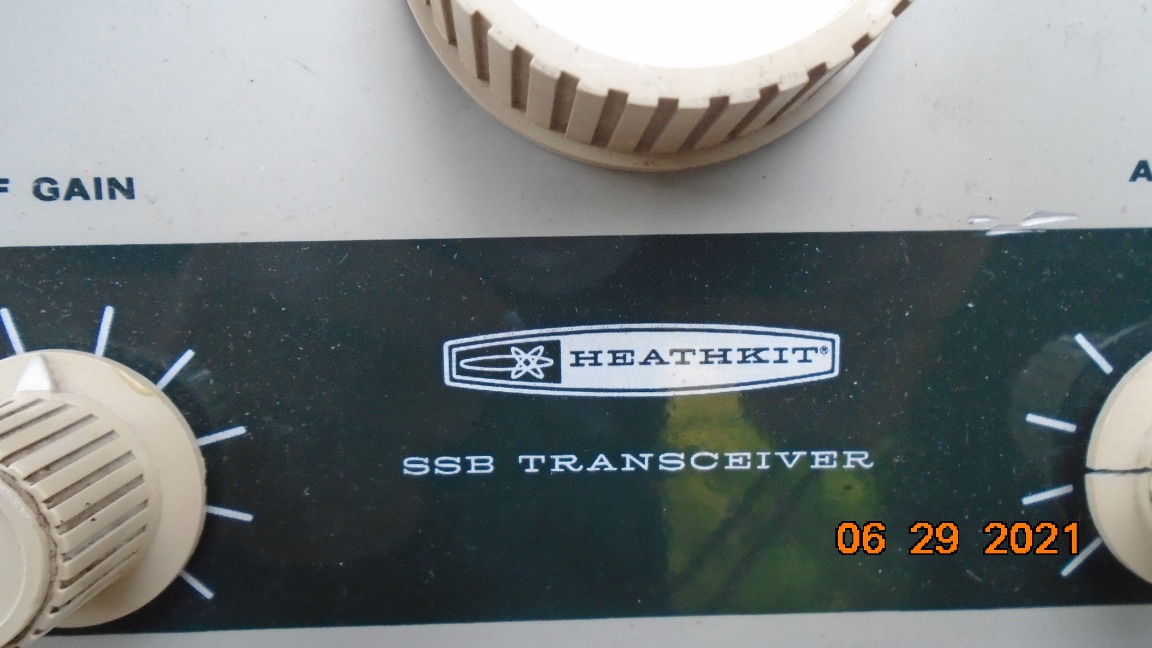 GAIN
HEATHKIT®
SSB TRANSCEIVER
06 29 2021